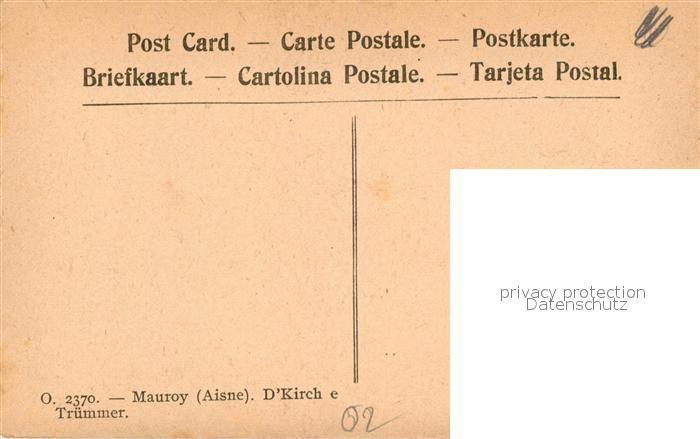 Post Card. — Carte Postale. — Postkarte.
Briefkaart. — Cartolina Postale. — Tarjeta Postal.
privacy protection
Datenschutz
O. 2370. — Mauroy (Aisne). D'Kirch e
Trümmer.
02